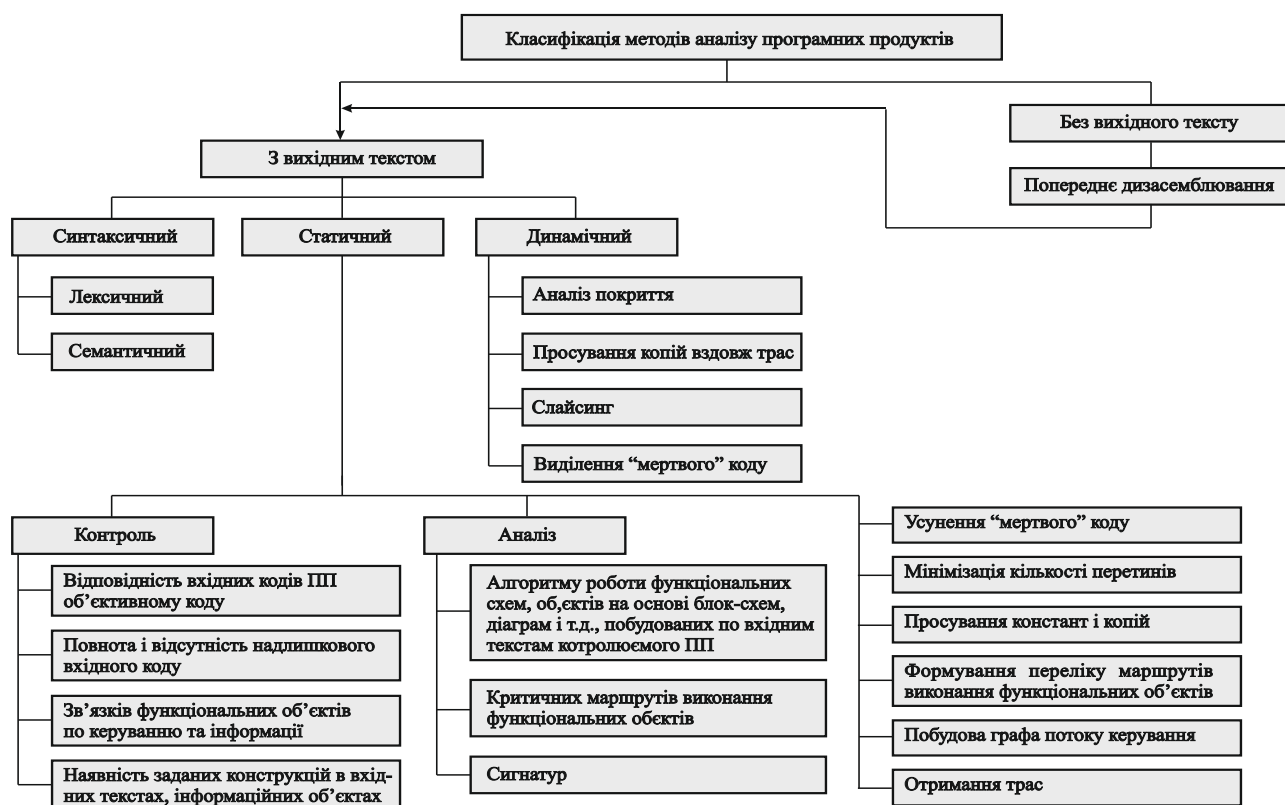 Класифікація методів аналізу програмних продуктів
Без вихідного тексту
З вихідним текстом
Попереднє дизасемблювання
Синтаксичний
Статичний
Динамічний
Лексичний
Семантичний
Аналіз покриття
Просування копій вздовж трас
Слайсинг
Виділення “мертвого” коду
Контроль
Відповідність вхідних кодів ПП
об’єктивному коду
Повнота і відсутність надлишкового
вхідного коду
Зв’язків функціональних об’єктів
по керуванню та інформації
Наявність заданих конструкцій в вхід-
них текстах, інформаційних об’єктах
Аналіз
Алгоритму роботи функціональних
схем, об,єктів на основі блок-схем,
діаграм і т.д., побудованих по вхідним
текстам котролюємого ПП
Критичних маршрутів виконання
функціональних обєктів
Сигнатур
Усунення “мертвого” коду
Мінімізація кількості перетинів
Просування констант і копій
Формування переліку маршрутів
виконання функціональних об’єктів
Побудова графа потоку керування
Отримання трас